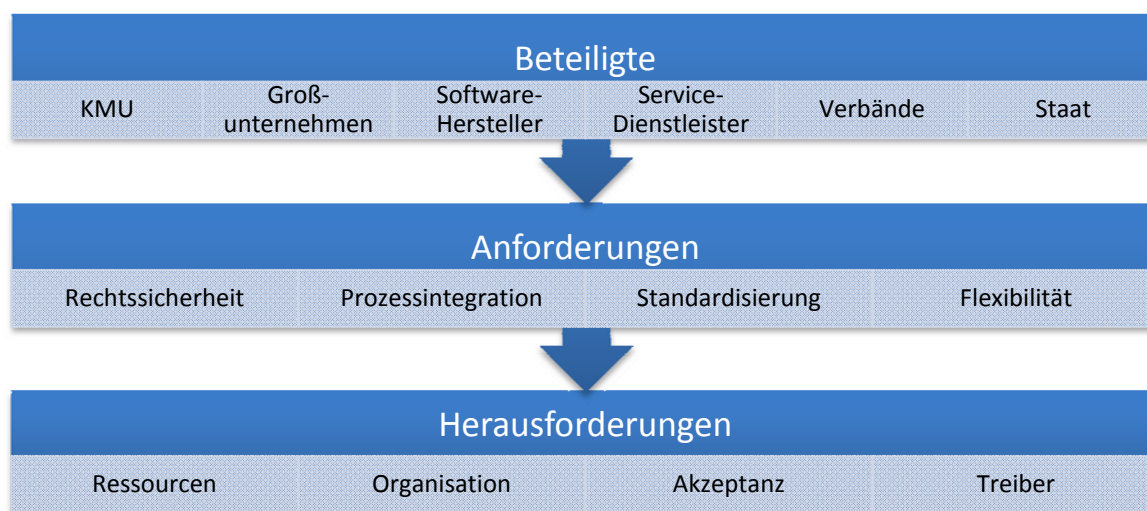 Beteiligte
KMU
Groß-
unternehmen
Software-
Hersteller
Service-
Dienstleister
Verbände
Staat
Anforderungen
Rechtssicherheit
Prozessintegration
Standardisierung
Flexibilität
Herausforderungen
Ressourcen
Organisation
Akzeptanz
Treiber